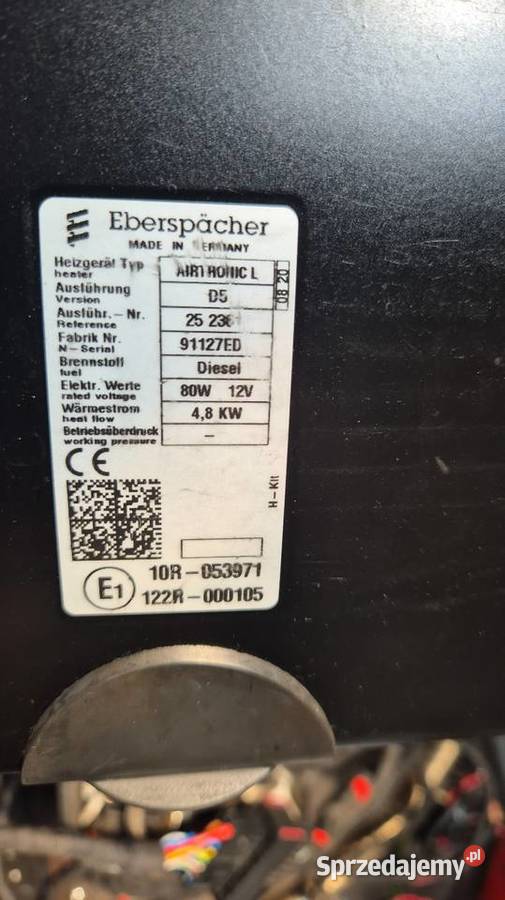 Eberspächer
MADE IN GERMANY
Heizgerät Typ AIRTRONIC L
heater
Ausführung D5
Version
08 20
Ausführ.-Nr. 25 2361
Reference
Fabrik Nr. 91127ED
N-Serial
Brennstoff Diesel
fuel
Elektr. Werte 80W 12V
rated voltage
Wärmestrom 4,8 KW
heat flow
Betriebsüberdruck –
working pressure
CE
H-Kit
E1
10R-053971
122R-000105
Sprzedajemy.pl